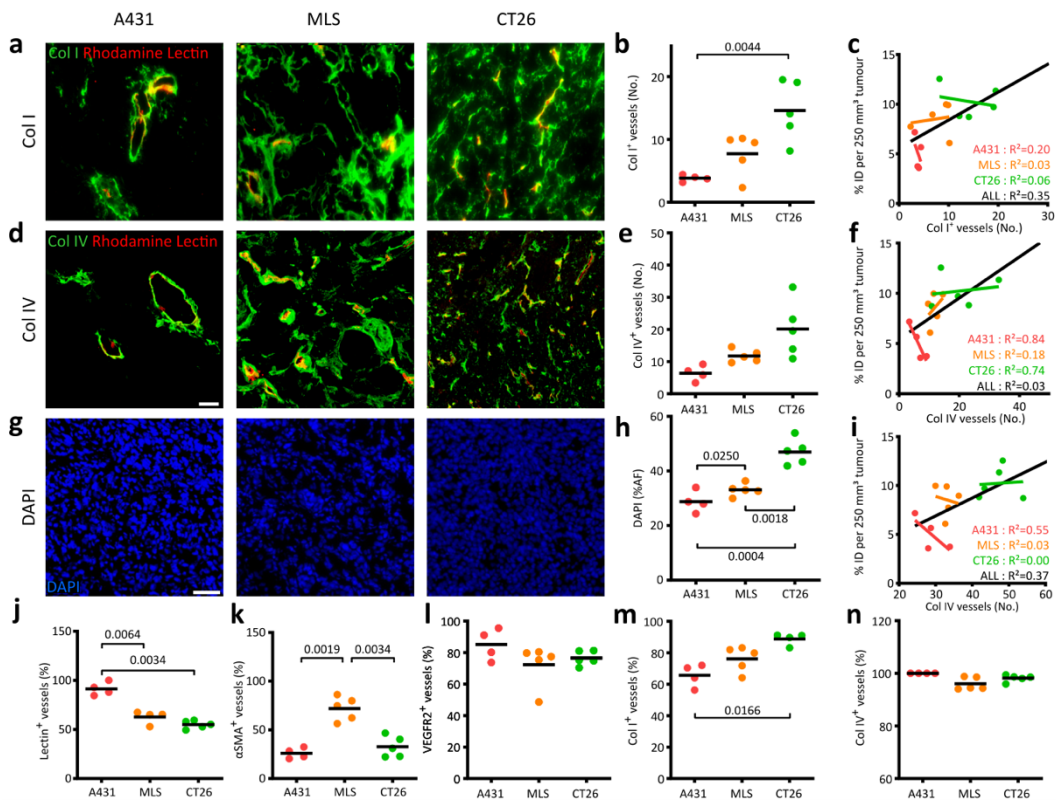 A431 MLS CT26
a
Col I Rhodamine Lectin
Col I
b
0.0044
Col I⁺ vessels (No.)
20
10
0
A431 MLS CT26
c
% ID per 250 mm³ tumour
15
10
5
0
A431 : R²=0.20
MLS : R²=0.03
CT26 : R²=0.06
ALL : R²=0.35
0 10 20 30
Col I⁺ vessels (No.)
d
Col IV Rhodamine Lectin
Col IV
e
Col IV⁺ vessels (No.)
50
40
30
20
10
0
A431 MLS CT26
f
% ID per 250 mm³ tumour
15
10
5
0
A431 : R²=0.84
MLS : R²=0.18
CT26 : R²=0.74
ALL : R²=0.03
0 20 40
Col IV vessels (No.)
g
DAPI
DAPI
h
DAPI (%AF)
60
40
20
0
0.0250
0.0018
0.0004
A431 MLS CT26
i
% ID per 250 mm³ tumour
15
10
5
0
A431 : R²=0.55
MLS : R²=0.03
CT26 : R²=0.00
ALL : R²=0.37
20 30 40 50 60
Col IV vessels (No.)
j
Lectin⁺ vessels (%)
150
100
50
0
0.0064
0.0034
A431 MLS CT26
k
αSMA⁺ vessels (%)
150
100
50
0
0.0019
0.0034
A431 MLS CT26
l
VEGFR2⁺ vessels (%)
100
80
60
40
20
0
A431 MLS CT26
m
Col I⁺ vessels (%)
100
80
60
40
20
0
0.0166
A431 MLS CT26
n
Col IV⁺ vessels (%)
120
100
80
60
A431 MLS CT26